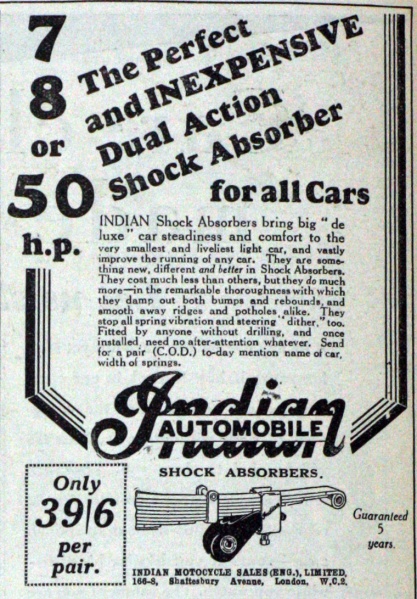 7
8
or
50
h.p.
The Perfect
and INEXPENSIVE
Dual Action
Shock Absorber
for all Cars
INDIAN Shock Absorbers bring big "de
luxe" car steadiness and comfort to the
very smallest and liveliest light car, and vastly
improve the running of any car. They are some-
thing new, different and better in Shock Absorbers.
They cost much less than others, but they do much
more—in the remarkable thoroughness with which
they damp out both bumps and rebounds, and
smooth away ridges and potholes alike. They
stop all spring vibration and steering "dither," too.
Fitted by anyone without drilling, and once
installed, need no after-attention whatever. Send
for a pair (C.O.D.) to-day mention name of car,
width of springs.
Indian
AUTOMOBILE
SHOCK ABSORBERS.
Only
39/6
per
pair.
Guaranteed
5
years.
INDIAN MOTOCYCLE SALES (ENG.), LIMITED,
166-8, Shaftesbury Avenue, London, W.C.2.